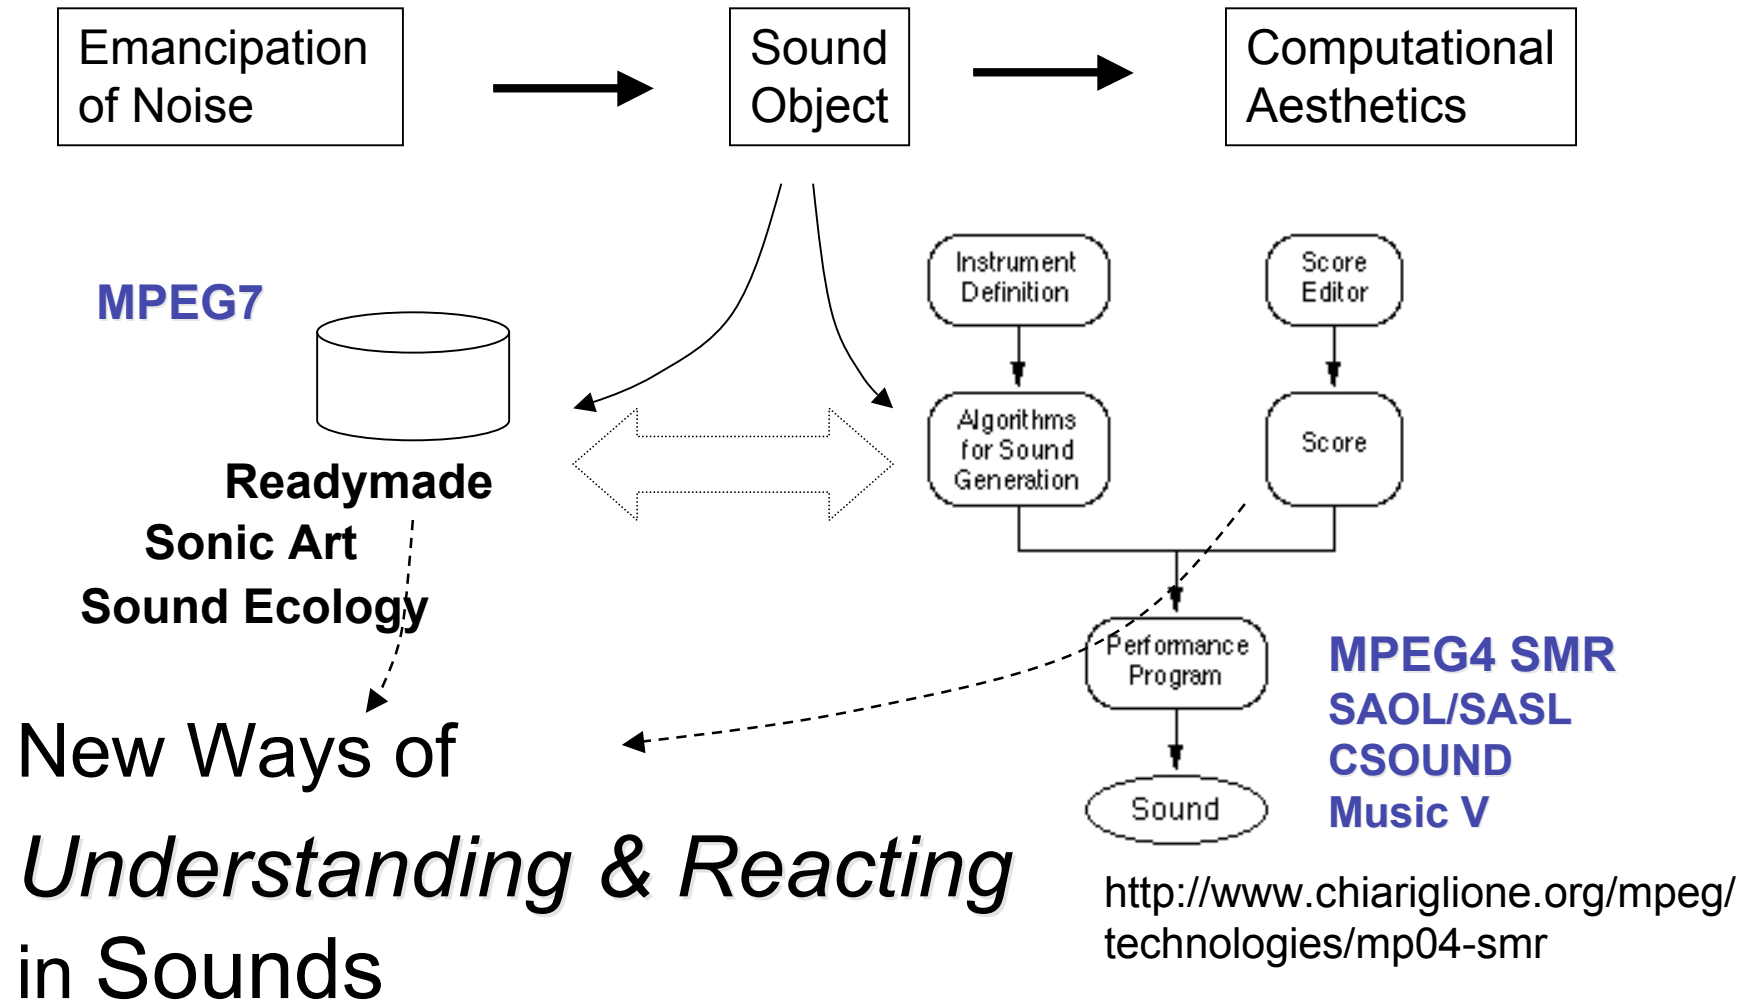 Emancipation
of Noise
Sound
Object
Computational
Aesthetics
MPEG7
Instrument
Definition
Score
Editor
Algorithms
for Sound
Generation
Score
Readymade
Sonic Art
Sound Ecology
Performance
Program
Sound
MPEG4 SMR
SAOL/SASL
CSOUND
Music V
New Ways of
Understanding & Reacting
in Sounds
http://www.chiariglione.org/mpeg/
technologies/mp04-smr